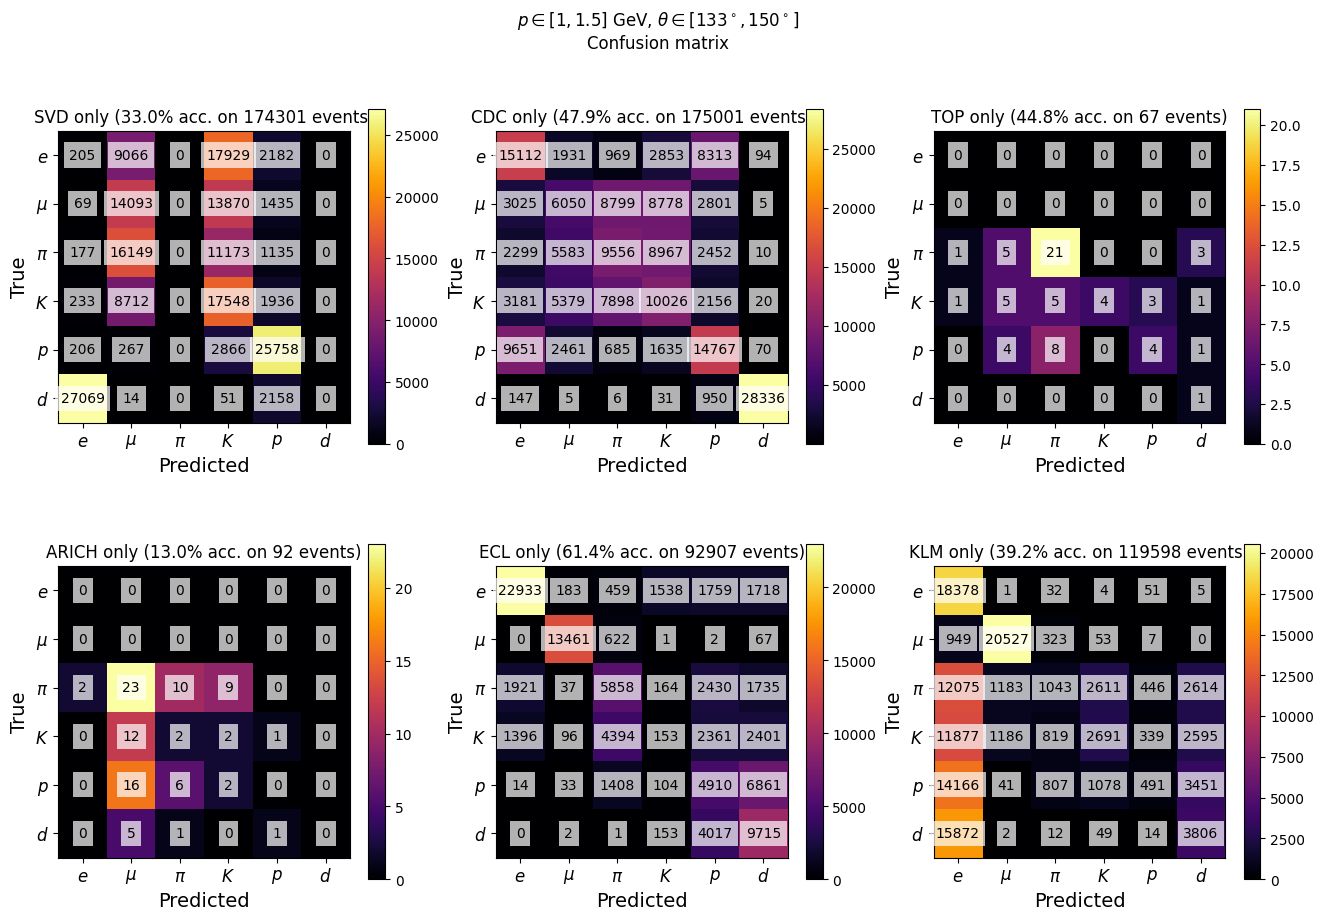 p ∈ [1, 1.5] GeV, θ ∈ [133°, 150°]
Confusion matrix
SVD only (33.0% acc. on 174301 events
True
e 205 9066 0 17929 2182 0
μ 69 14093 0 13870 1435 0
π 177 16149 0 11173 1135 0
K 233 8712 0 17548 1936 0
p 206 267 0 2866 25758 0
d 27069 14 0 51 2158 0
e μ π K p d
Predicted
25000
20000
15000
10000
5000
0
CDC only (47.9% acc. on 175001 events
True
e 15112 1931 969 2853 8313 94
μ 3025 6050 8799 8778 2801 5
π 2299 5583 9556 8967 2452 10
K 3181 5379 7898 10026 2156 20
p 9651 2461 685 1635 14767 70
d 147 5 6 31 950 28336
e μ π K p d
Predicted
25000
20000
15000
10000
5000
TOP only (44.8% acc. on 67 events)
True
e 0 0 0 0 0 0
μ 0 0 0 0 0 0
π 1 5 21 0 0 3
K 1 5 5 4 3 1
p 0 4 8 0 4 1
d 0 0 0 0 0 1
e μ π K p d
Predicted
20.0
17.5
15.0
12.5
10.0
7.5
5.0
2.5
0.0
ARICH only (13.0% acc. on 92 events)
True
e 0 0 0 0 0 0
μ 0 0 0 0 0 0
π 2 23 10 9 0 0
K 0 12 2 2 1 0
p 0 16 6 2 0 0
d 0 5 1 0 1 0
e μ π K p d
Predicted
20
15
10
5
0
ECL only (61.4% acc. on 92907 events)
True
e 22933 183 459 1538 1759 1718
μ 0 13461 622 1 2 67
π 1921 37 5858 164 2430 1735
K 1396 96 4394 153 2361 2401
p 14 33 1408 104 4910 6861
d 0 2 1 153 4017 9715
e μ π K p d
Predicted
20000
15000
10000
5000
0
KLM only (39.2% acc. on 119598 events
True
e 18378 1 32 4 51 5
μ 949 20527 323 53 7 0
π 12075 1183 1043 2611 446 2614
K 11877 1186 819 2691 339 2595
p 14166 41 807 1078 491 3451
d 15872 2 12 49 14 3806
e μ π K p d
Predicted
20000
17500
15000
12500
10000
7500
5000
2500
0